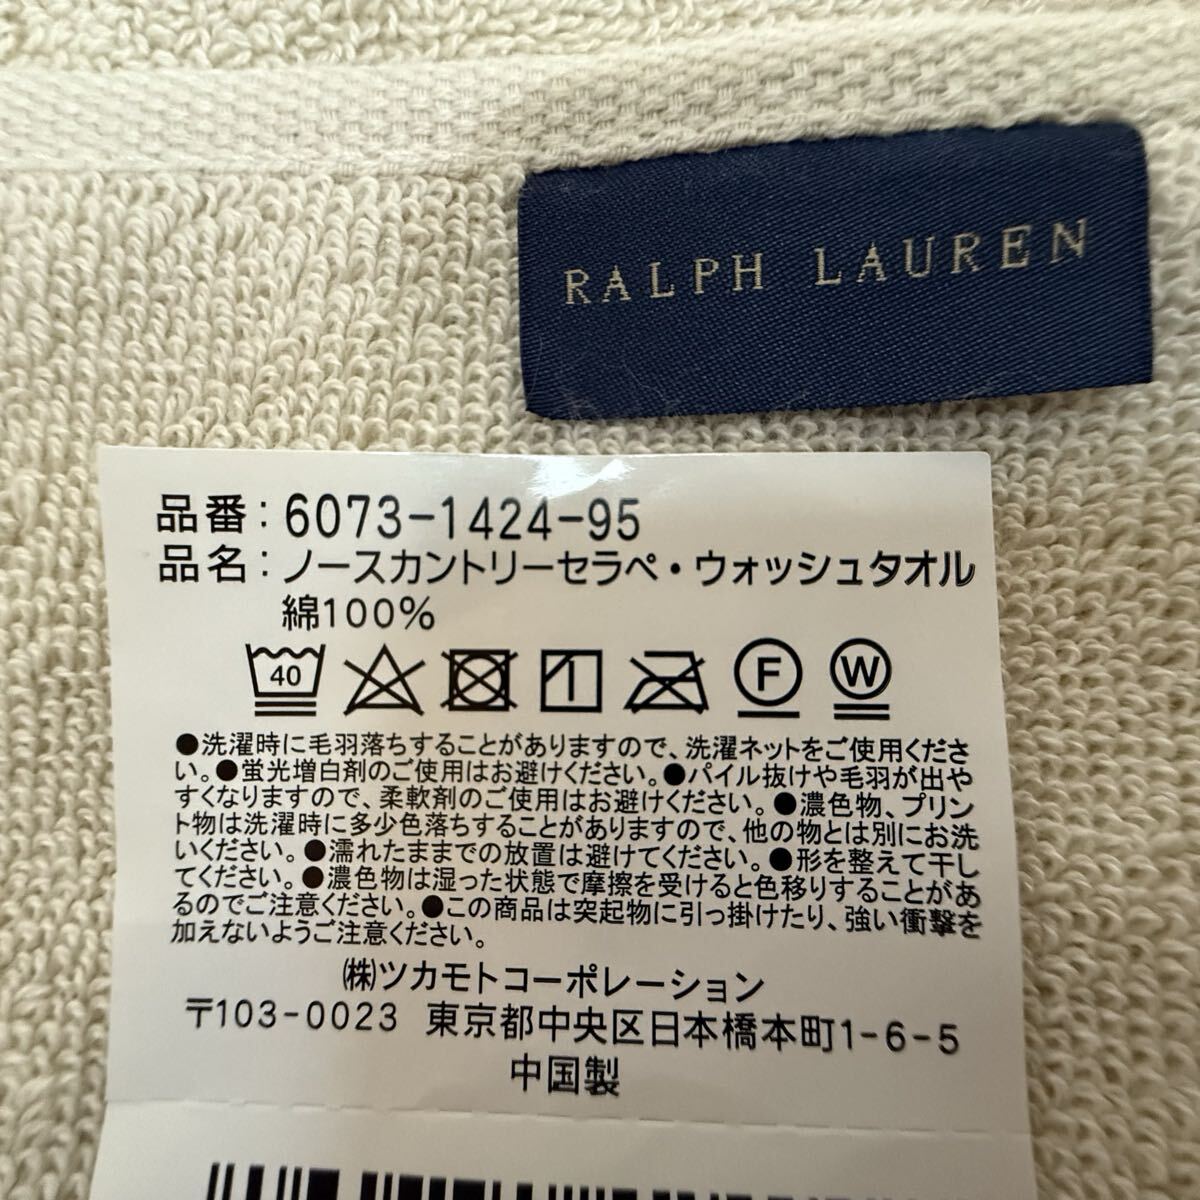 RALPH LAUREN
品番：6073-1424-95
品名：ノースカントリーセラペ・ウォッシュタオル
綿100%
40 F W
●洗濯時に毛羽落ちすることがありますので、洗濯ネットをご使用くださ
い。●蛍光増白剤のご使用はお避けください。●パイル抜けや毛羽が出や
すくなりますので、柔軟剤のご使用はお避けください。●濃色物、プリン
ト物は洗濯時に多少色落ちすることがありますので、他の物とは別にお洗
いください。●濡れたままでの放置は避けてください。●形を整えて干し
てください。●濃色物は湿った状態で摩擦を受けると色移りすることがあ
るのでご注意ください。●この商品は突起物に引っ掛けたり、強い衝撃を
加えないようご注意ください。
㈱ツカモトコーポレーション
〒103-0023 東京都中央区日本橋本町1-6-5
中国製